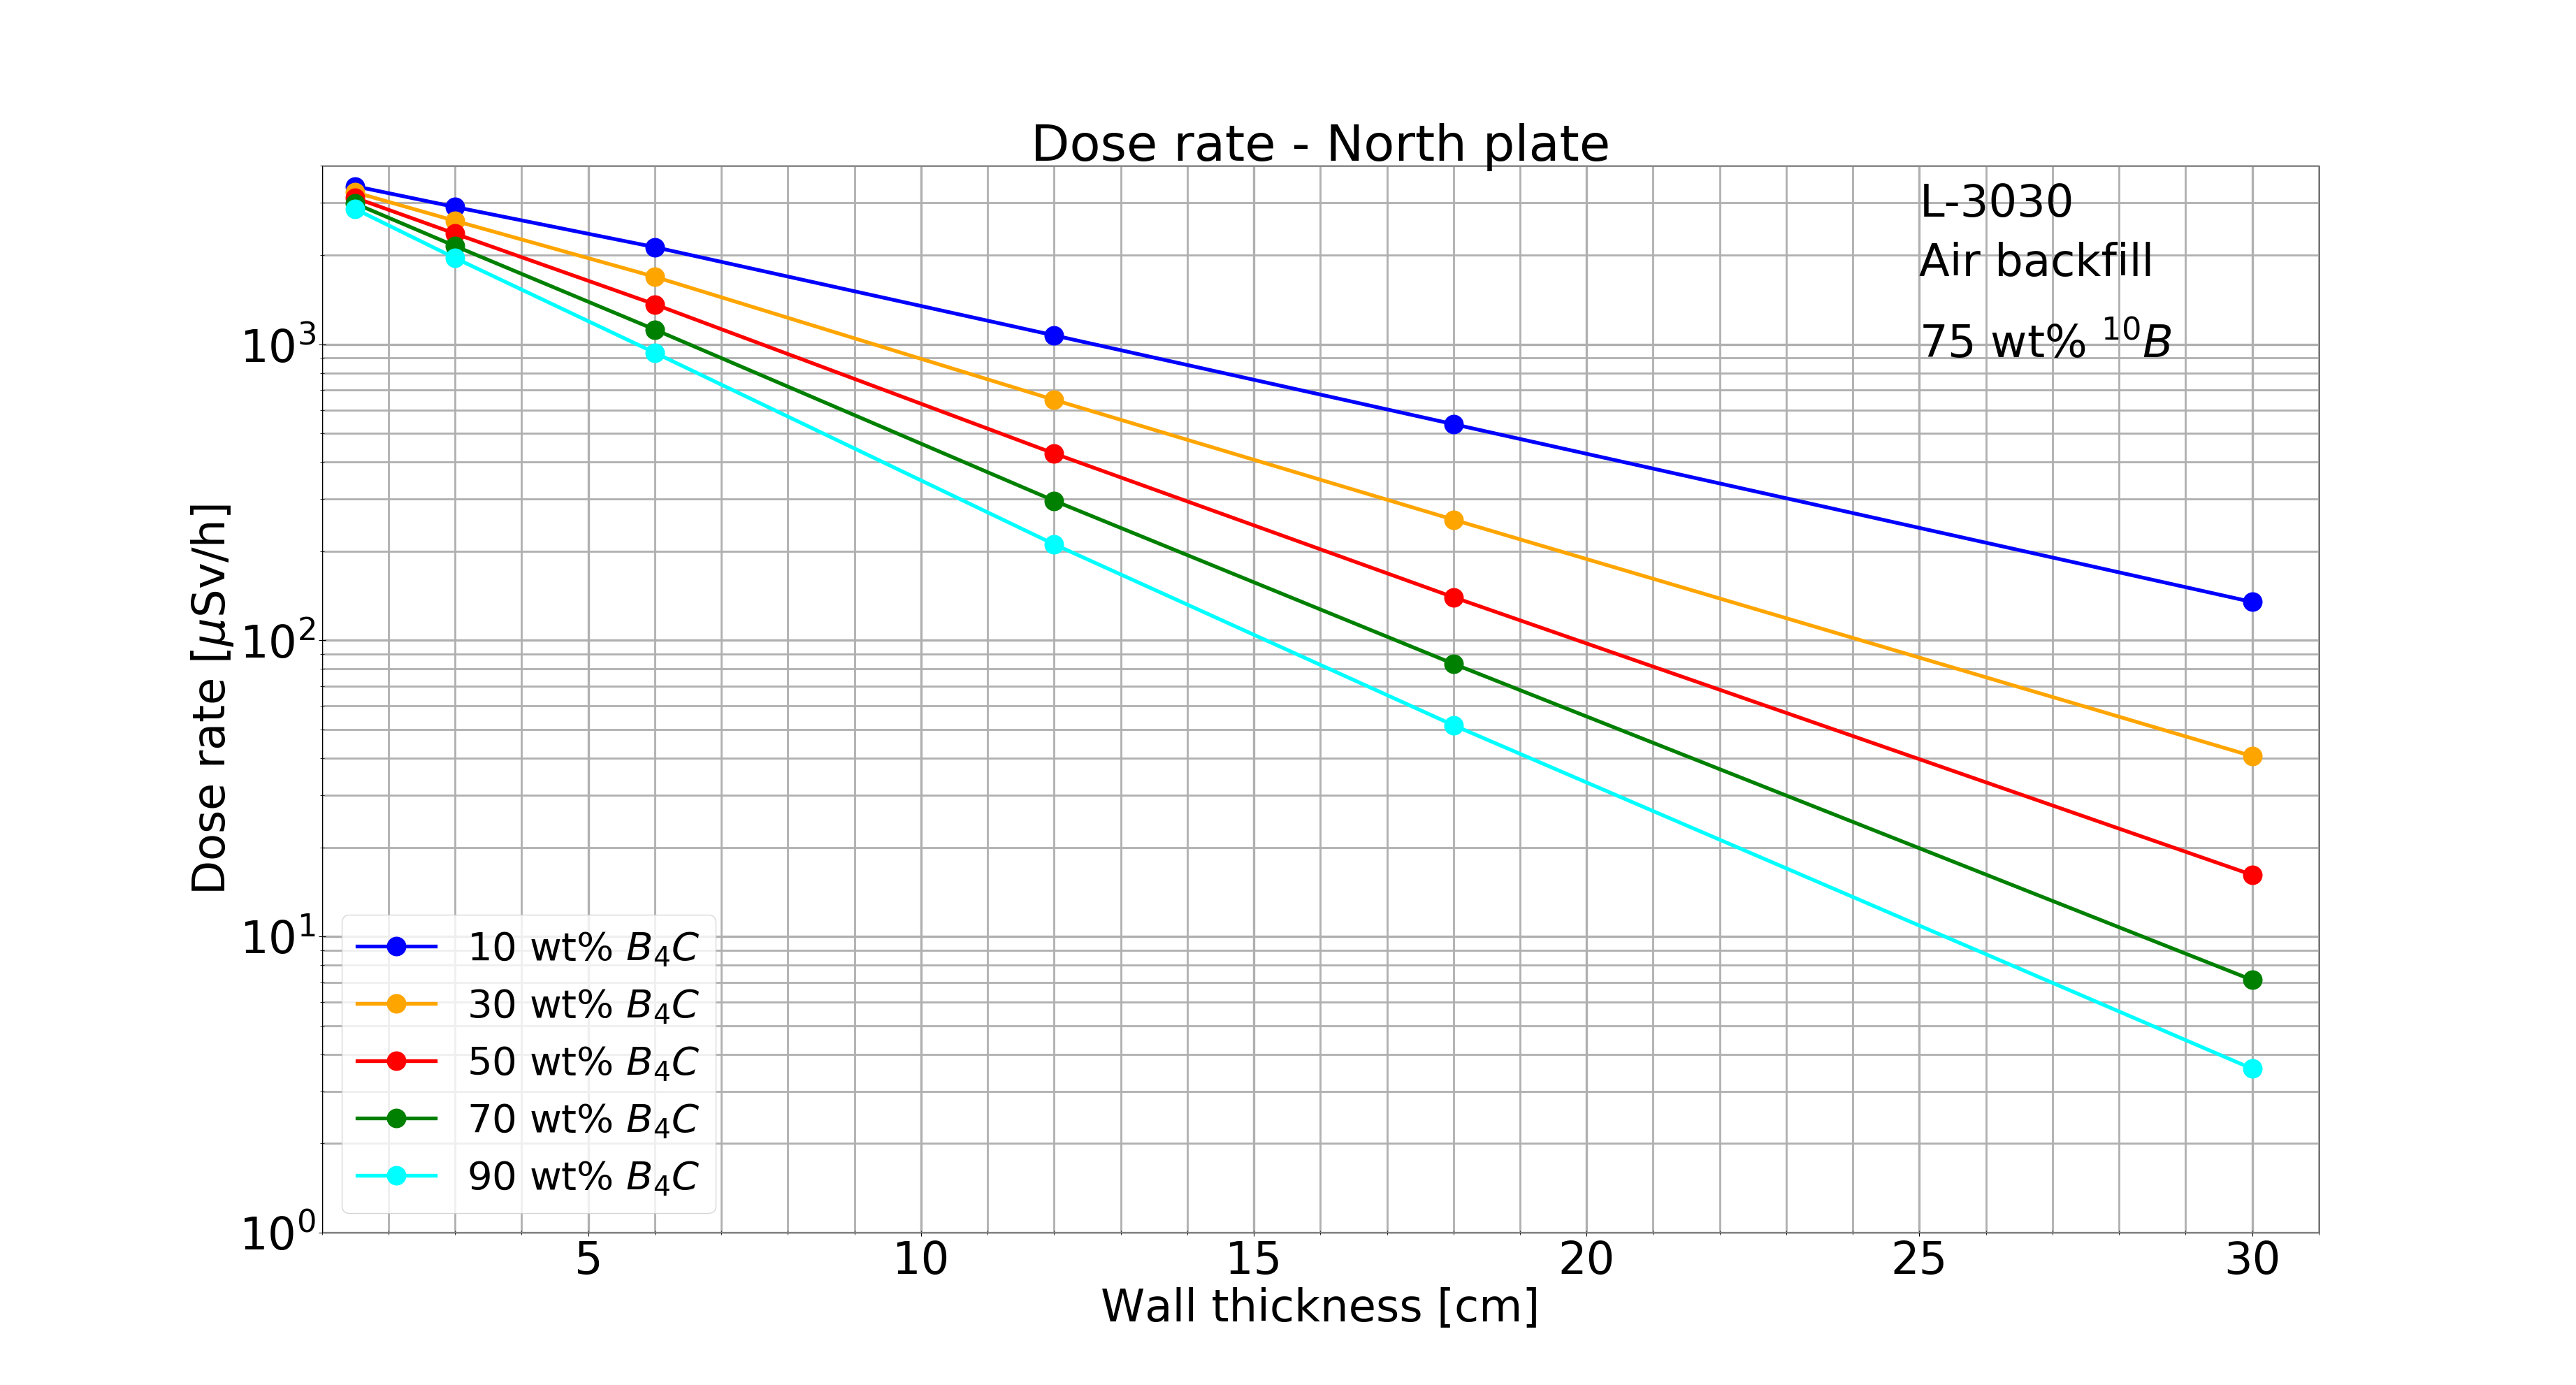 Dose rate - North plate
L-3030
Air backfill
75 wt% ¹⁰B
Dose rate [μSv/h]
10³
10²
10¹
10⁰
10 wt% B₄C
30 wt% B₄C
50 wt% B₄C
70 wt% B₄C
90 wt% B₄C
5 10 15 20 25 30
Wall thickness [cm]